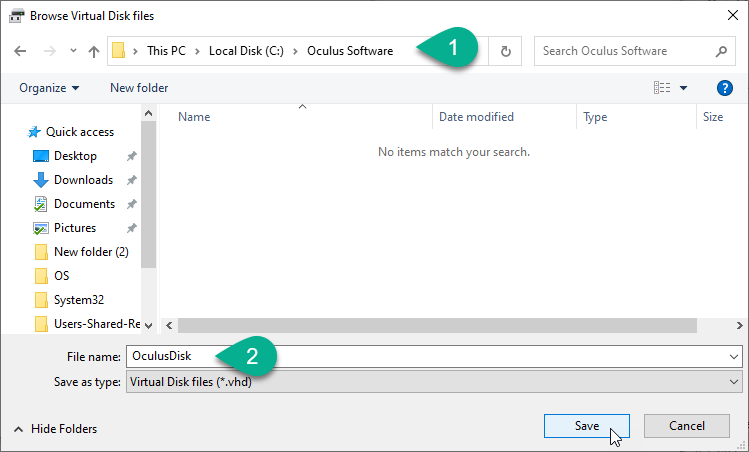 Browse Virtual Disk files
This PC > Local Disk (C:) > Oculus Software
1
Search Oculus Software
Organize
New folder
?
Name
Date modified
Type
Size
No items match your search.
Quick access
Desktop
Downloads
Documents
Pictures
New folder (2)
OS
System32
Users-Shared-Re
File name: OculusDisk
2
Save as type: Virtual Disk files (*.vhd)
Hide Folders
Save
Cancel